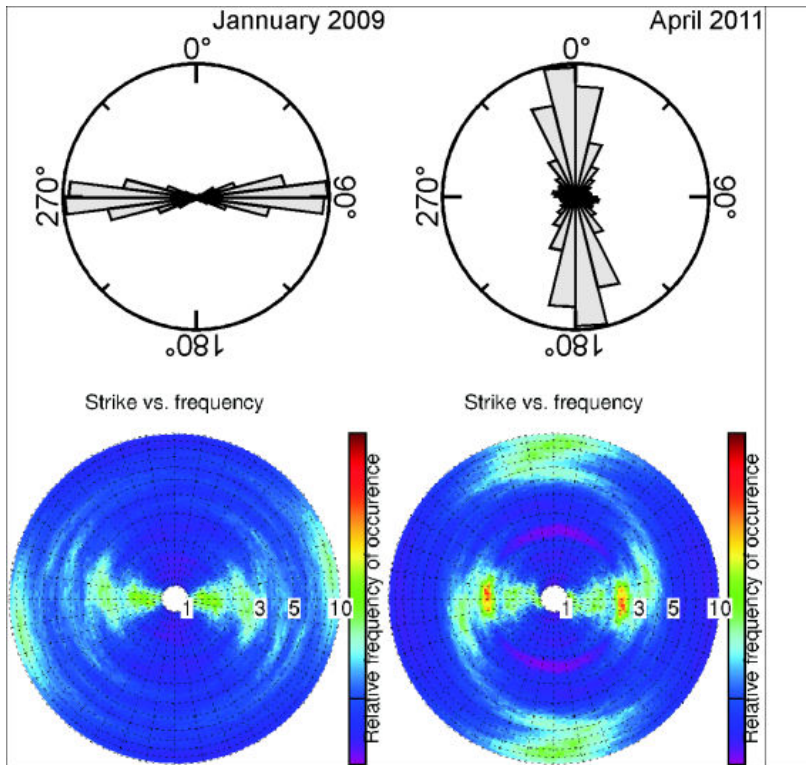 Jannuary 2009
April 2011
0°
0°
270°
90°
270°
90°
180°
180°
Strike vs. frequency
Strike vs. frequency
Relative frequency of occurence
Relative frequency of occurence
1 3 5 10
1 3 5 10